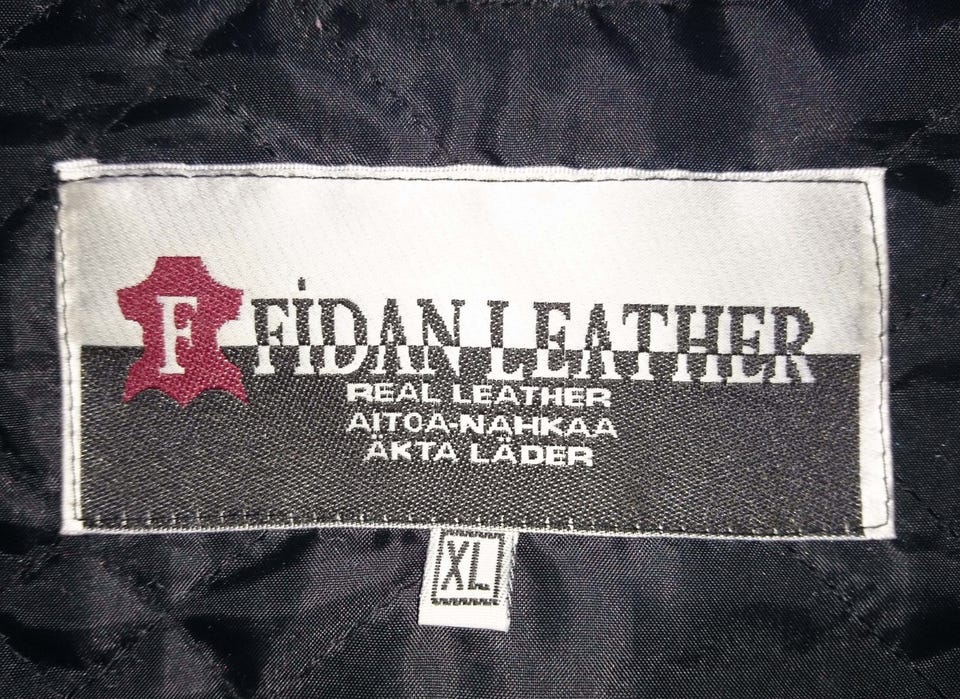 F
FİDAN LEATHER
REAL LEATHER
AITOA-NAHKAA
ÄKTA LÄDER
XL